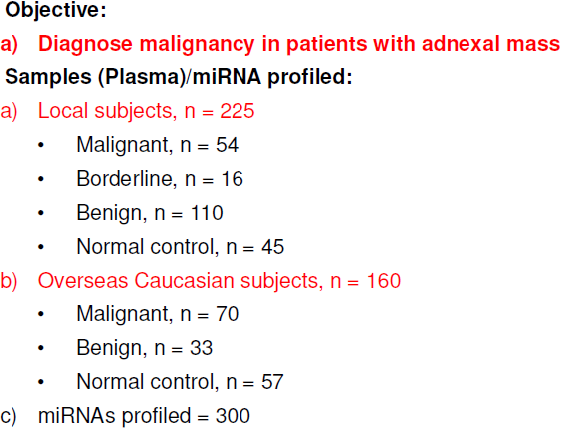 Objective:
a) Diagnose malignancy in patients with adnexal mass
Samples (Plasma)/miRNA profiled:
a) Local subjects, n = 225
• Malignant, n = 54
• Borderline, n = 16
• Benign, n = 110
• Normal control, n = 45
b) Overseas Caucasian subjects, n = 160
• Malignant, n = 70
• Benign, n = 33
• Normal control, n = 57
c) miRNAs profiled = 300